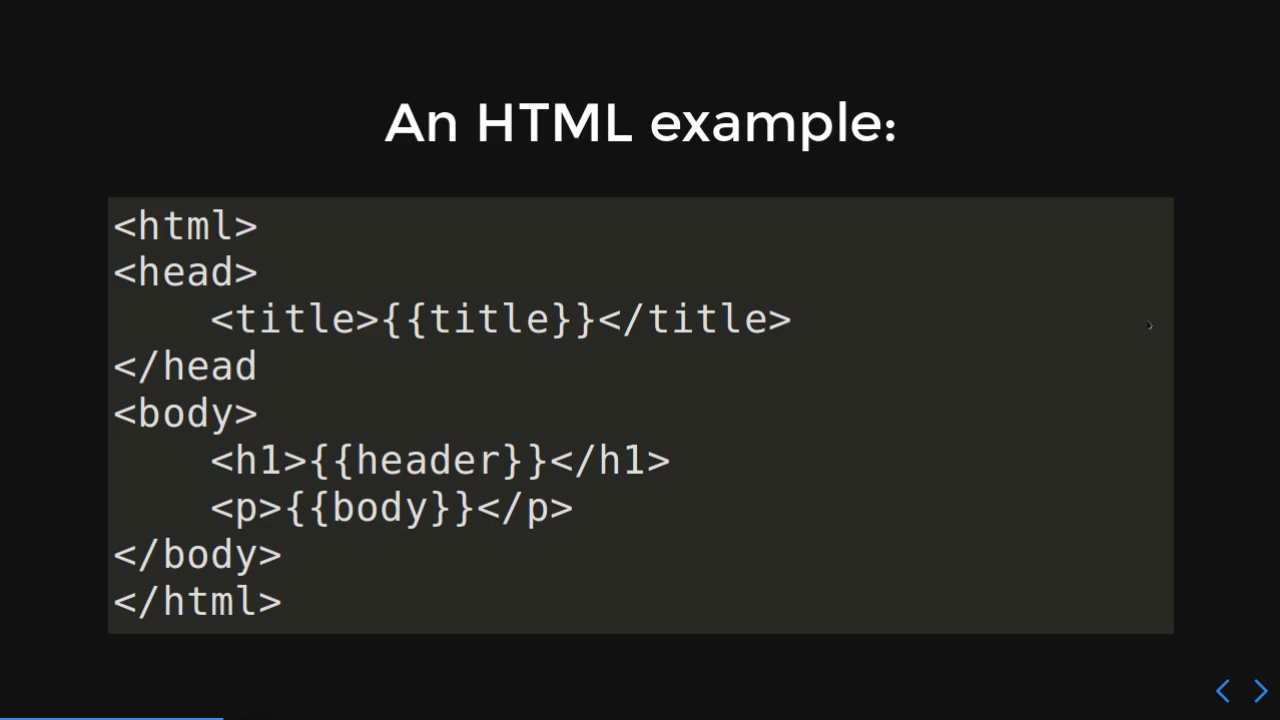 An HTML example:
<html>
<head>
    <title>{{title}}</title>
</head
<body>
    <h1>{{header}}</h1>
    <p>{{body}}</p>
</body>
</html>